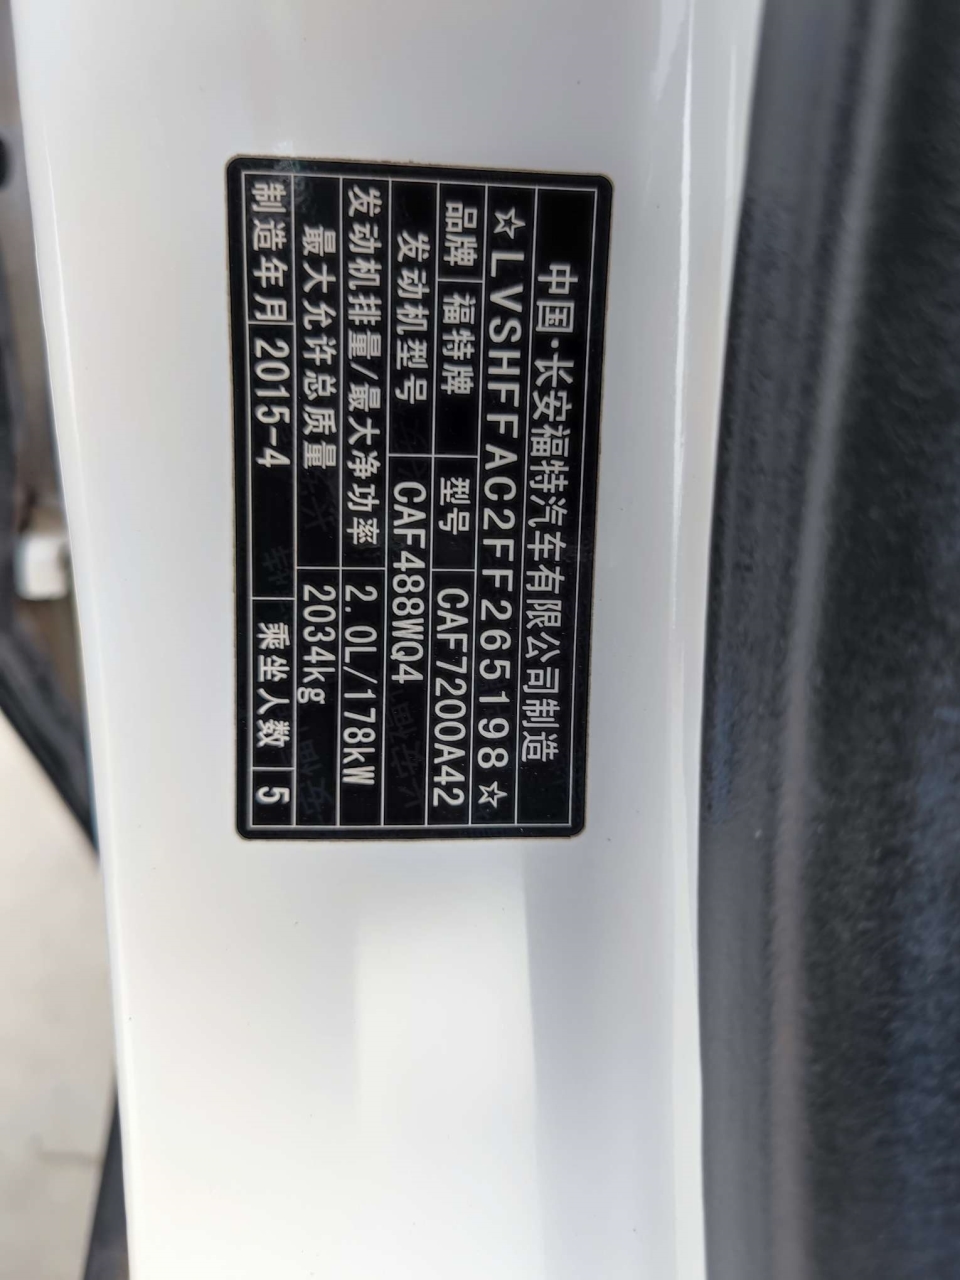 中国·长安福特汽车有限公司制造
☆LVSHFFAC2FF265198☆
品牌 福特牌 型号 CAF7200A42
发动机型号 CAF488WQ4
发动机排量/最大净功率 2.0L/178kW
最大允许总质量 2034kg
制造年月 2015-4 乘坐人数 5